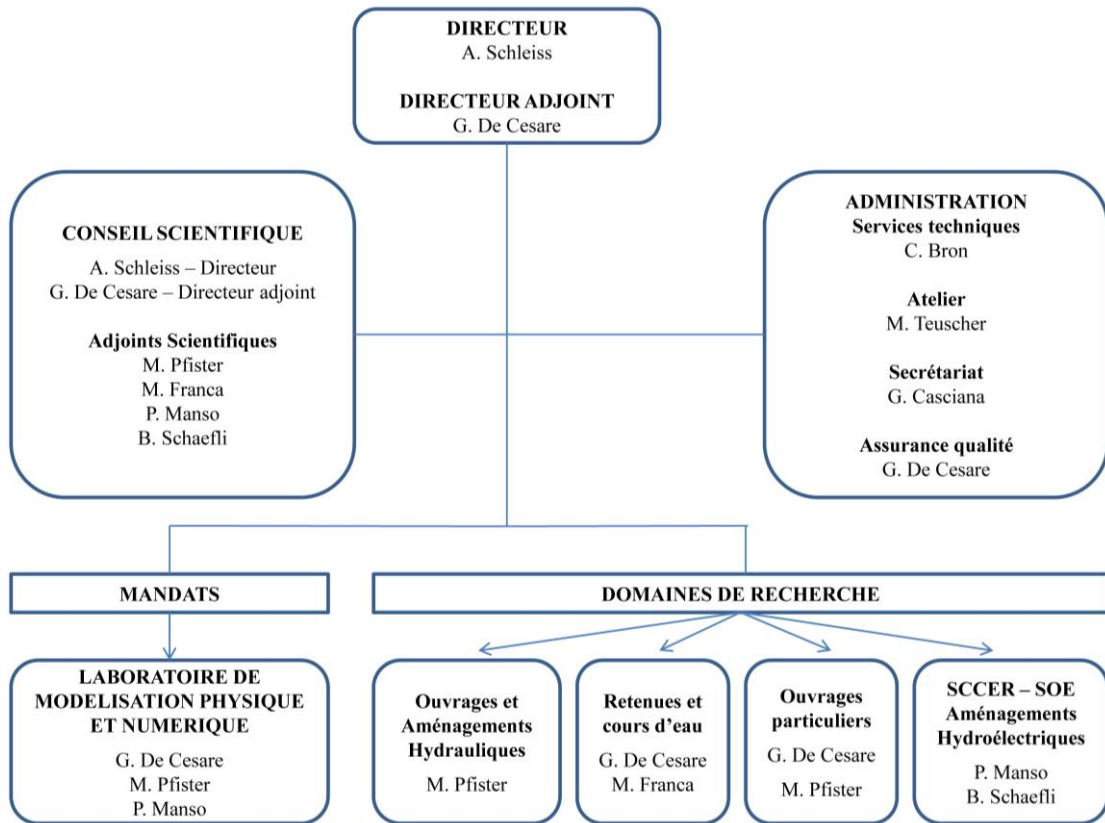 DIRECTEUR
A. Schleiss
DIRECTEUR ADJOINT
G. De Cesare
CONSEIL SCIENTIFIQUE
A. Schleiss – Directeur
G. De Cesare – Directeur adjoint
Adjoints Scientifiques
M. Pfister
M. Franca
P. Manso
B. Schaefli
ADMINISTRATION
Services techniques
C. Bron
Atelier
M. Teuscher
Secrétariat
G. Casciana
Assurance qualité
G. De Cesare
MANDATS
DOMAINES DE RECHERCHE
LABORATOIRE DE
MODELISATION PHYSIQUE
ET NUMERIQUE
G. De Cesare
M. Pfister
P. Manso
Ouvrages et
Aménagements
Hydrauliques
M. Pfister
Retenues et
cours d’eau
G. De Cesare
M. Franca
Ouvrages
particuliers
G. De Cesare
M. Pfister
SCCER – SOE
Aménagements
Hydroélectriques
P. Manso
B. Schaefli